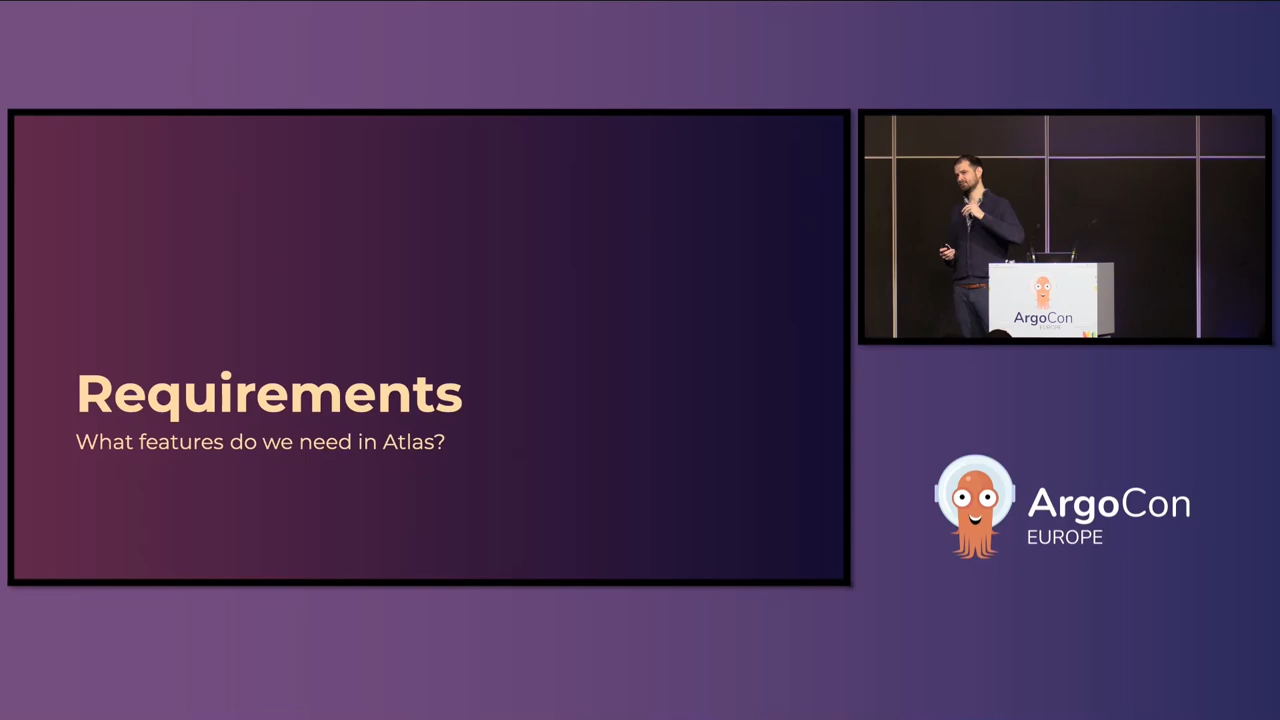 Requirements
What features do we need in Atlas?
ArgoCon
EUROPE
ArgoCon
EUROPE